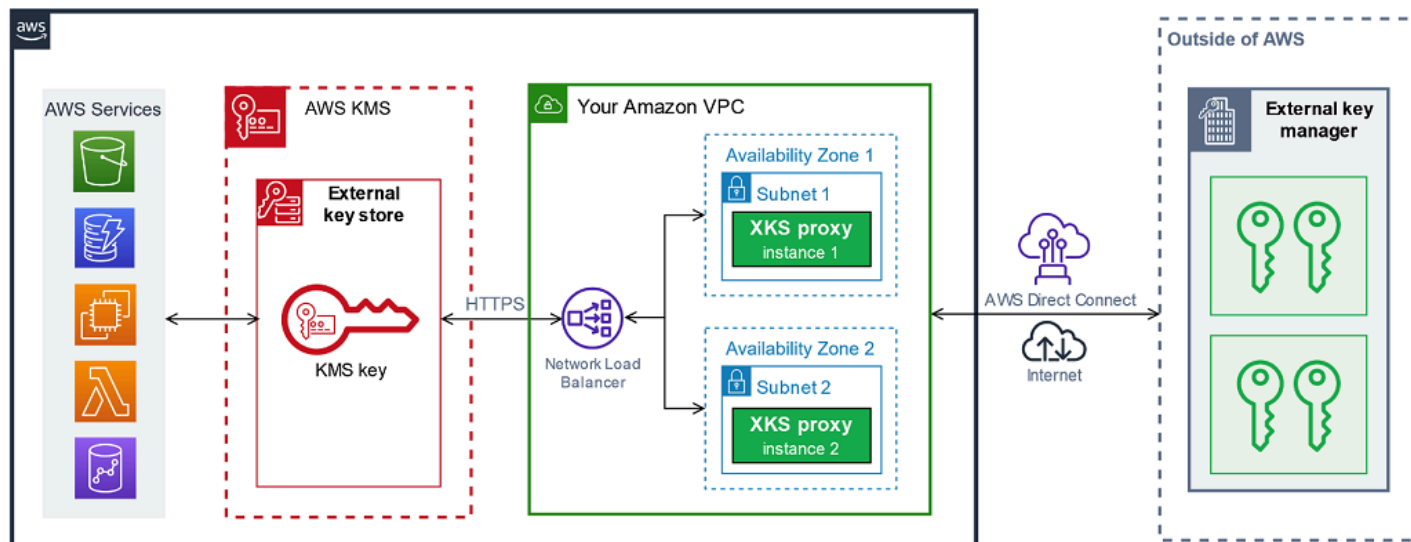 aws
AWS Services
AWS KMS
External
key store
KMS key
HTTPS
Your Amazon VPC
Network Load
Balancer
Availability Zone 1
Subnet 1
XKS proxy
instance 1
Availability Zone 2
Subnet 2
XKS proxy
instance 2
AWS Direct Connect
Internet
Outside of AWS
External key
manager